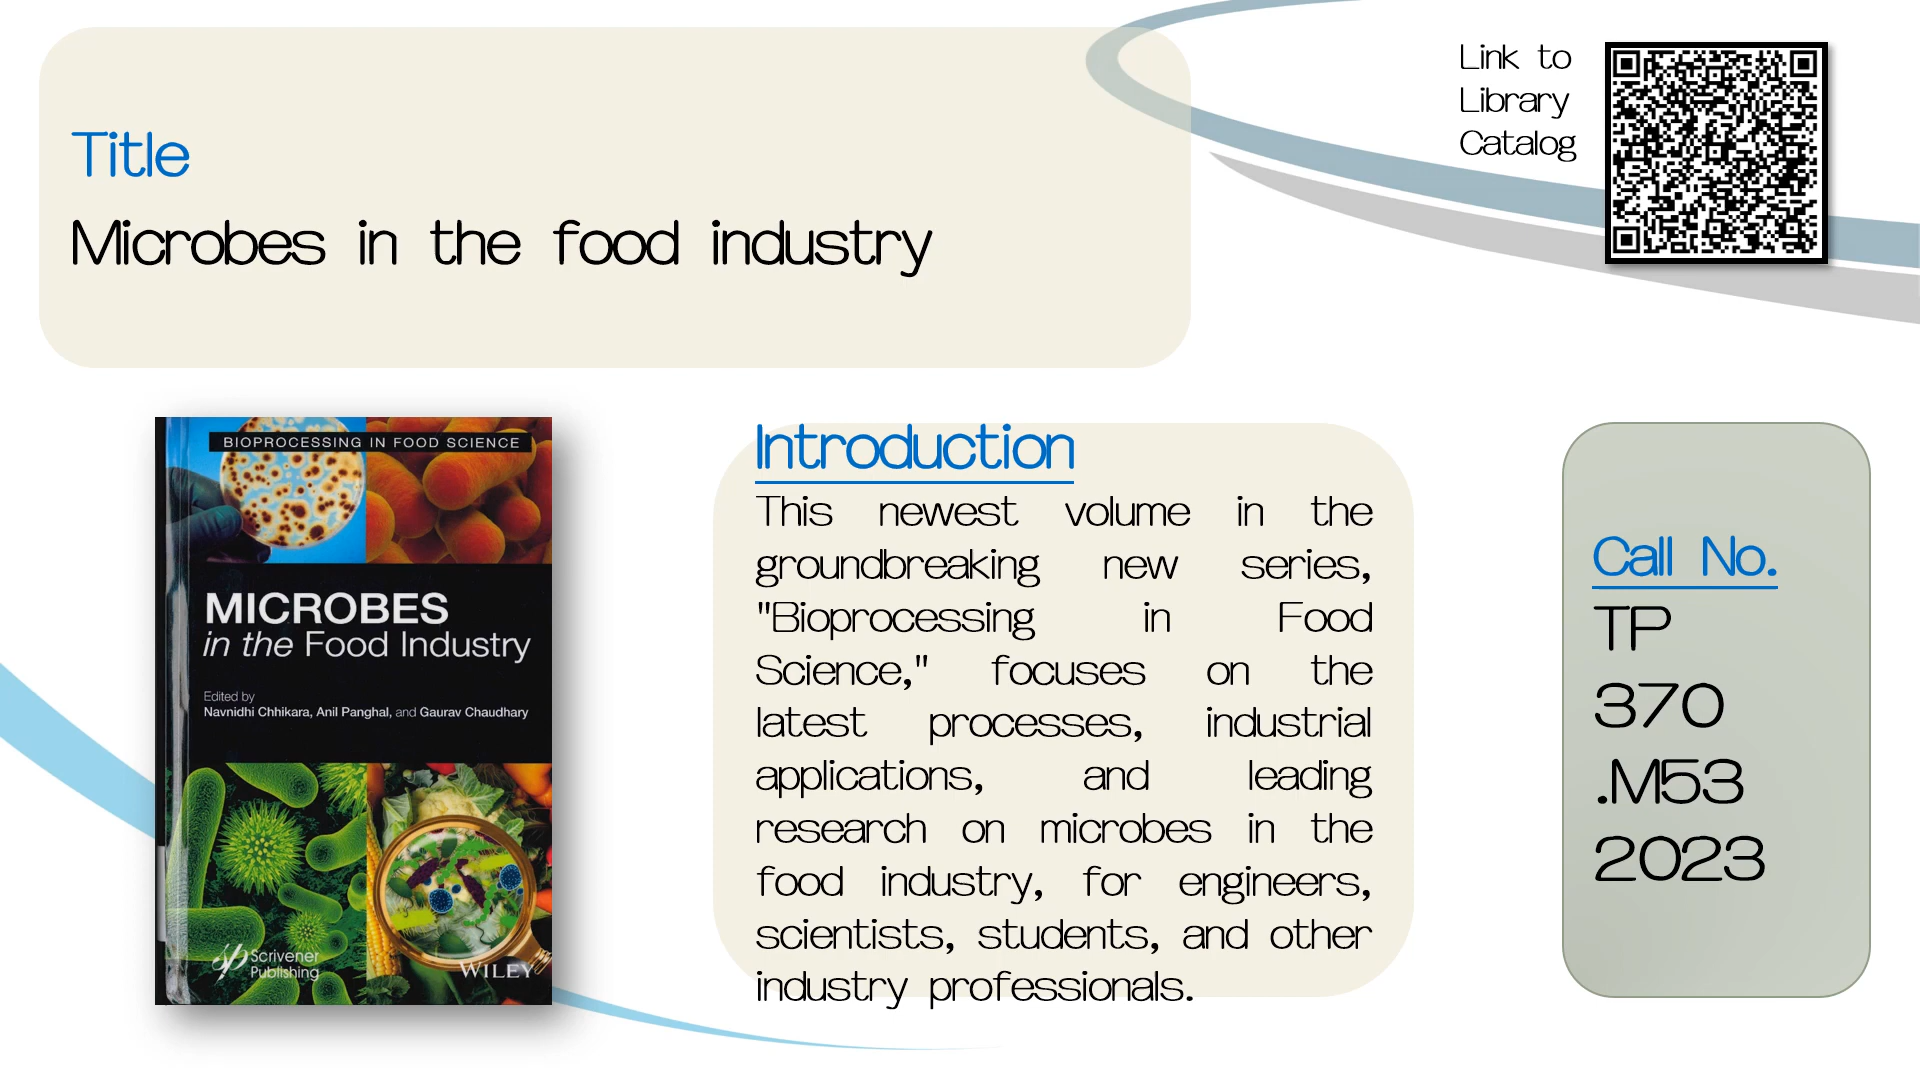 Title
Microbes in the food industry
Link to
Library
Catalog
BIOPROCESSING IN FOOD SCIENCE
MICROBES
in the Food Industry
Edited by
Navnidhi Chhikara, Anil Panghal, and Gaurav Chaudhary
Scrivener
Publishing
WILEY
Introduction
This newest volume in the
groundbreaking new series,
"Bioprocessing in Food
Science," focuses on the
latest processes, industrial
applications, and leading
research on microbes in the
food industry, for engineers,
scientists, students, and other
industry professionals.
Call No.
TP
370
.M53
2023